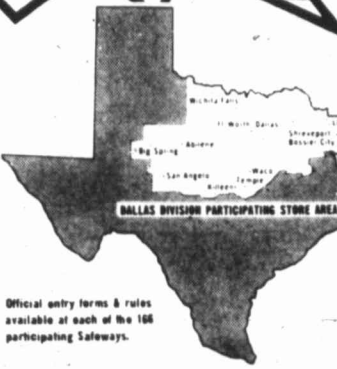 Wichita Falls
Ft Worth Dallas
Shreveport
Bossier City
Abilene
Big Spring
San Angelo
Waco
Temple
Killeen
DALLAS DIVISION PARTICIPATING STORE AREA
Official entry forms & rules
available at each of the 166
participating Safeways.